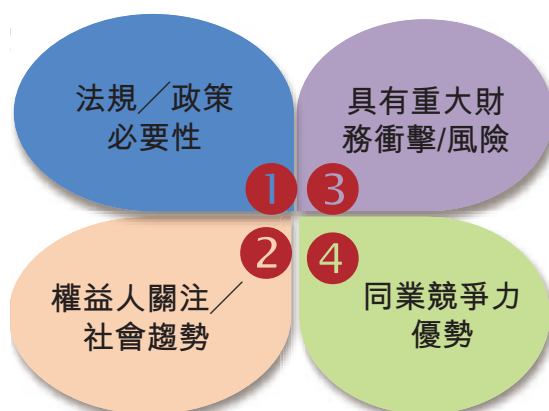 法規／政策
必要性
1
具有重大財
務衝擊/風險
3
2
權益人關注／
社會趨勢
4
同業競爭力
優勢